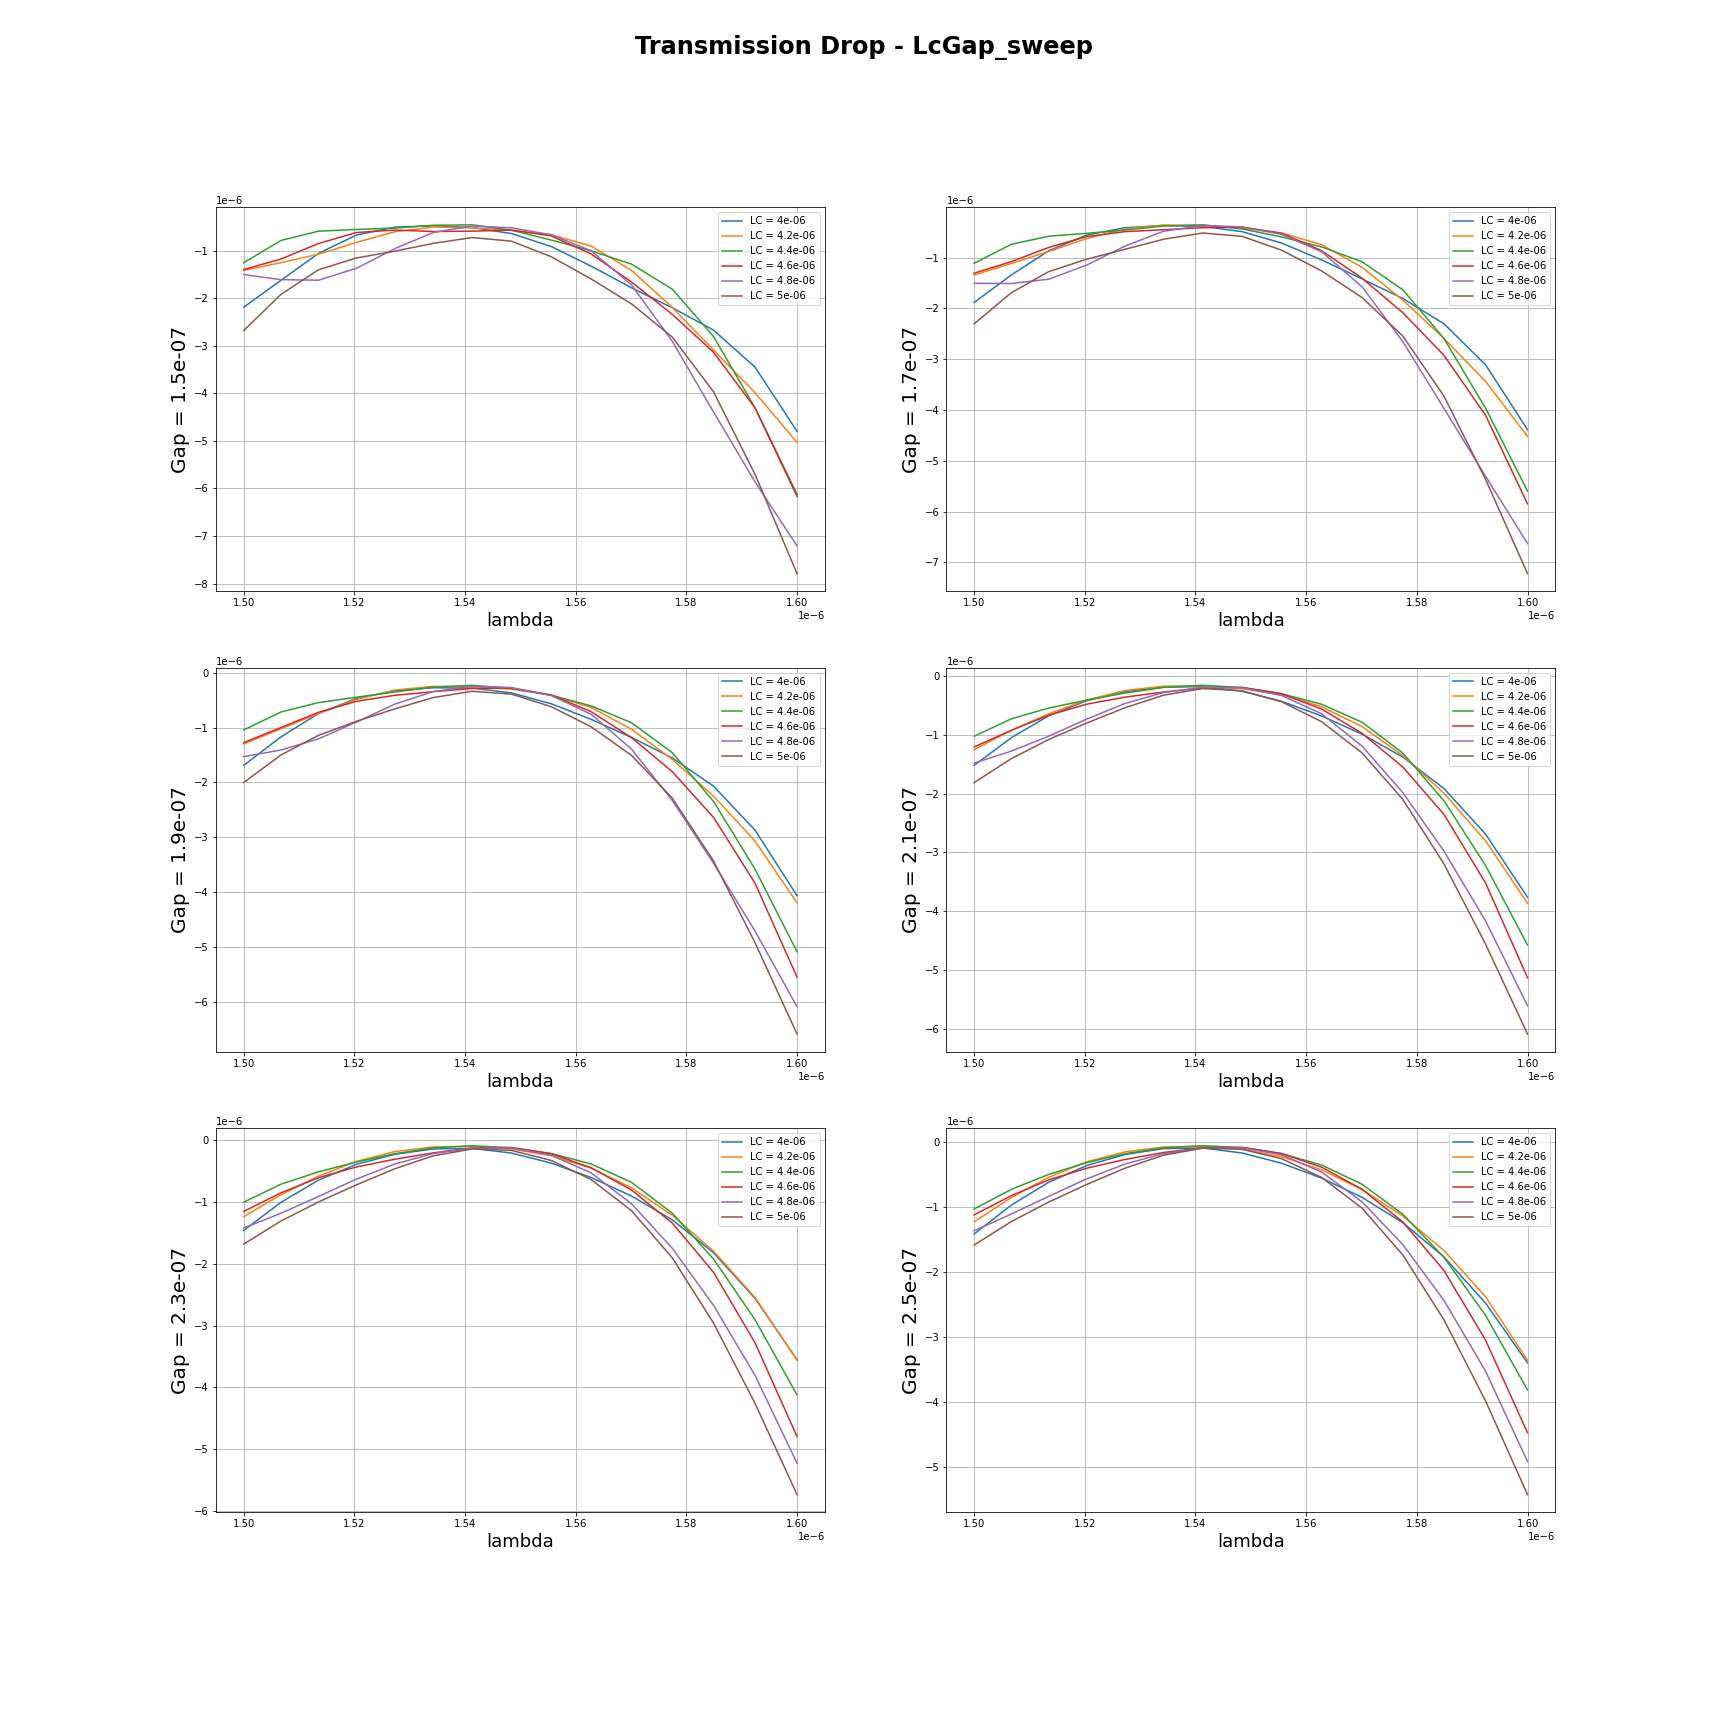 Transmission Drop - LcGap_sweep
1e−6
Gap = 1.5e-07
−1
−2
−3
−4
−5
−6
−7
−8
LC = 4e-06
LC = 4.2e-06
LC = 4.4e-06
LC = 4.6e-06
LC = 4.8e-06
LC = 5e-06
1.50 1.52 1.54 1.56 1.58 1.60
1e−6
lambda
1e−6
Gap = 1.7e-07
−1
−2
−3
−4
−5
−6
−7
LC = 4e-06
LC = 4.2e-06
LC = 4.4e-06
LC = 4.6e-06
LC = 4.8e-06
LC = 5e-06
1.50 1.52 1.54 1.56 1.58 1.60
1e−6
lambda
1e−6
Gap = 1.9e-07
0
−1
−2
−3
−4
−5
−6
LC = 4e-06
LC = 4.2e-06
LC = 4.4e-06
LC = 4.6e-06
LC = 4.8e-06
LC = 5e-06
1.50 1.52 1.54 1.56 1.58 1.60
1e−6
lambda
1e−6
Gap = 2.1e-07
0
−1
−2
−3
−4
−5
−6
LC = 4e-06
LC = 4.2e-06
LC = 4.4e-06
LC = 4.6e-06
LC = 4.8e-06
LC = 5e-06
1.50 1.52 1.54 1.56 1.58 1.60
1e−6
lambda
1e−6
Gap = 2.3e-07
0
−1
−2
−3
−4
−5
−6
LC = 4e-06
LC = 4.2e-06
LC = 4.4e-06
LC = 4.6e-06
LC = 4.8e-06
LC = 5e-06
1.50 1.52 1.54 1.56 1.58 1.60
1e−6
lambda
1e−6
Gap = 2.5e-07
0
−1
−2
−3
−4
−5
LC = 4e-06
LC = 4.2e-06
LC = 4.4e-06
LC = 4.6e-06
LC = 4.8e-06
LC = 5e-06
1.50 1.52 1.54 1.56 1.58 1.60
1e−6
lambda